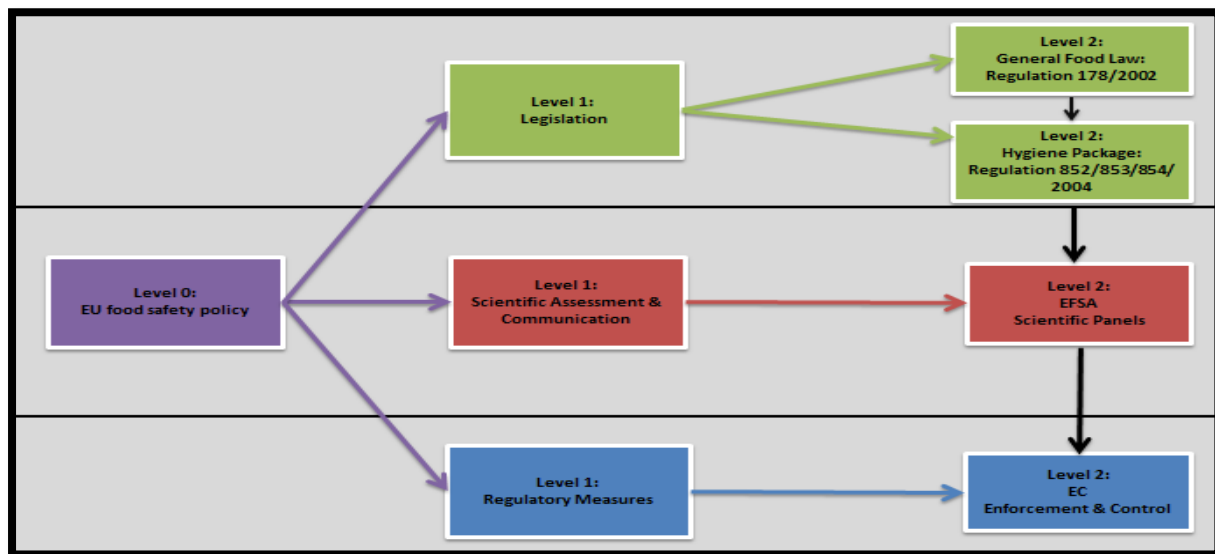 Level 0:
EU food safety policy
Level 1:
Legislation
Level 2:
General Food Law:
Regulation 178/2002
Level 2:
Hygiene Package:
Regulation 852/853/854/
2004
Level 1:
Scientific Assessment &
Communication
Level 2:
EFSA
Scientific Panels
Level 1:
Regulatory Measures
Level 2:
EC
Enforcement & Control